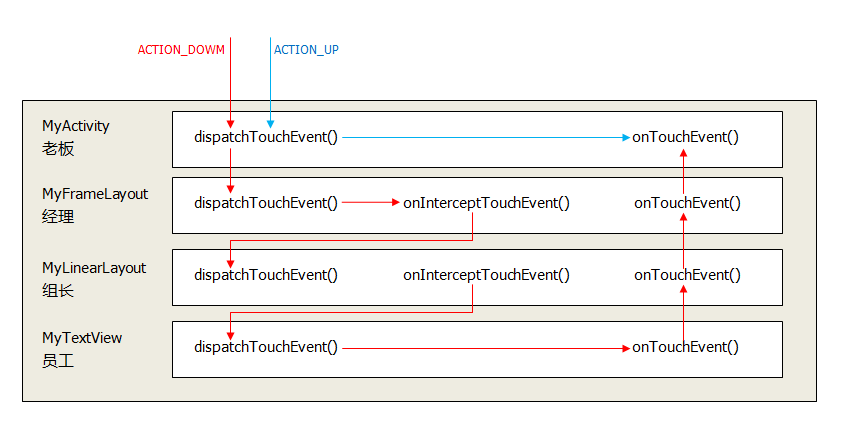 ACTION_DOWM
ACTION_UP
MyActivity
老板
dispatchTouchEvent()
onTouchEvent()
MyFrameLayout
经理
dispatchTouchEvent()
onInterceptTouchEvent()
onTouchEvent()
MyLinearLayout
组长
dispatchTouchEvent()
onInterceptTouchEvent()
onTouchEvent()
MyTextView
员工
dispatchTouchEvent()
onTouchEvent()